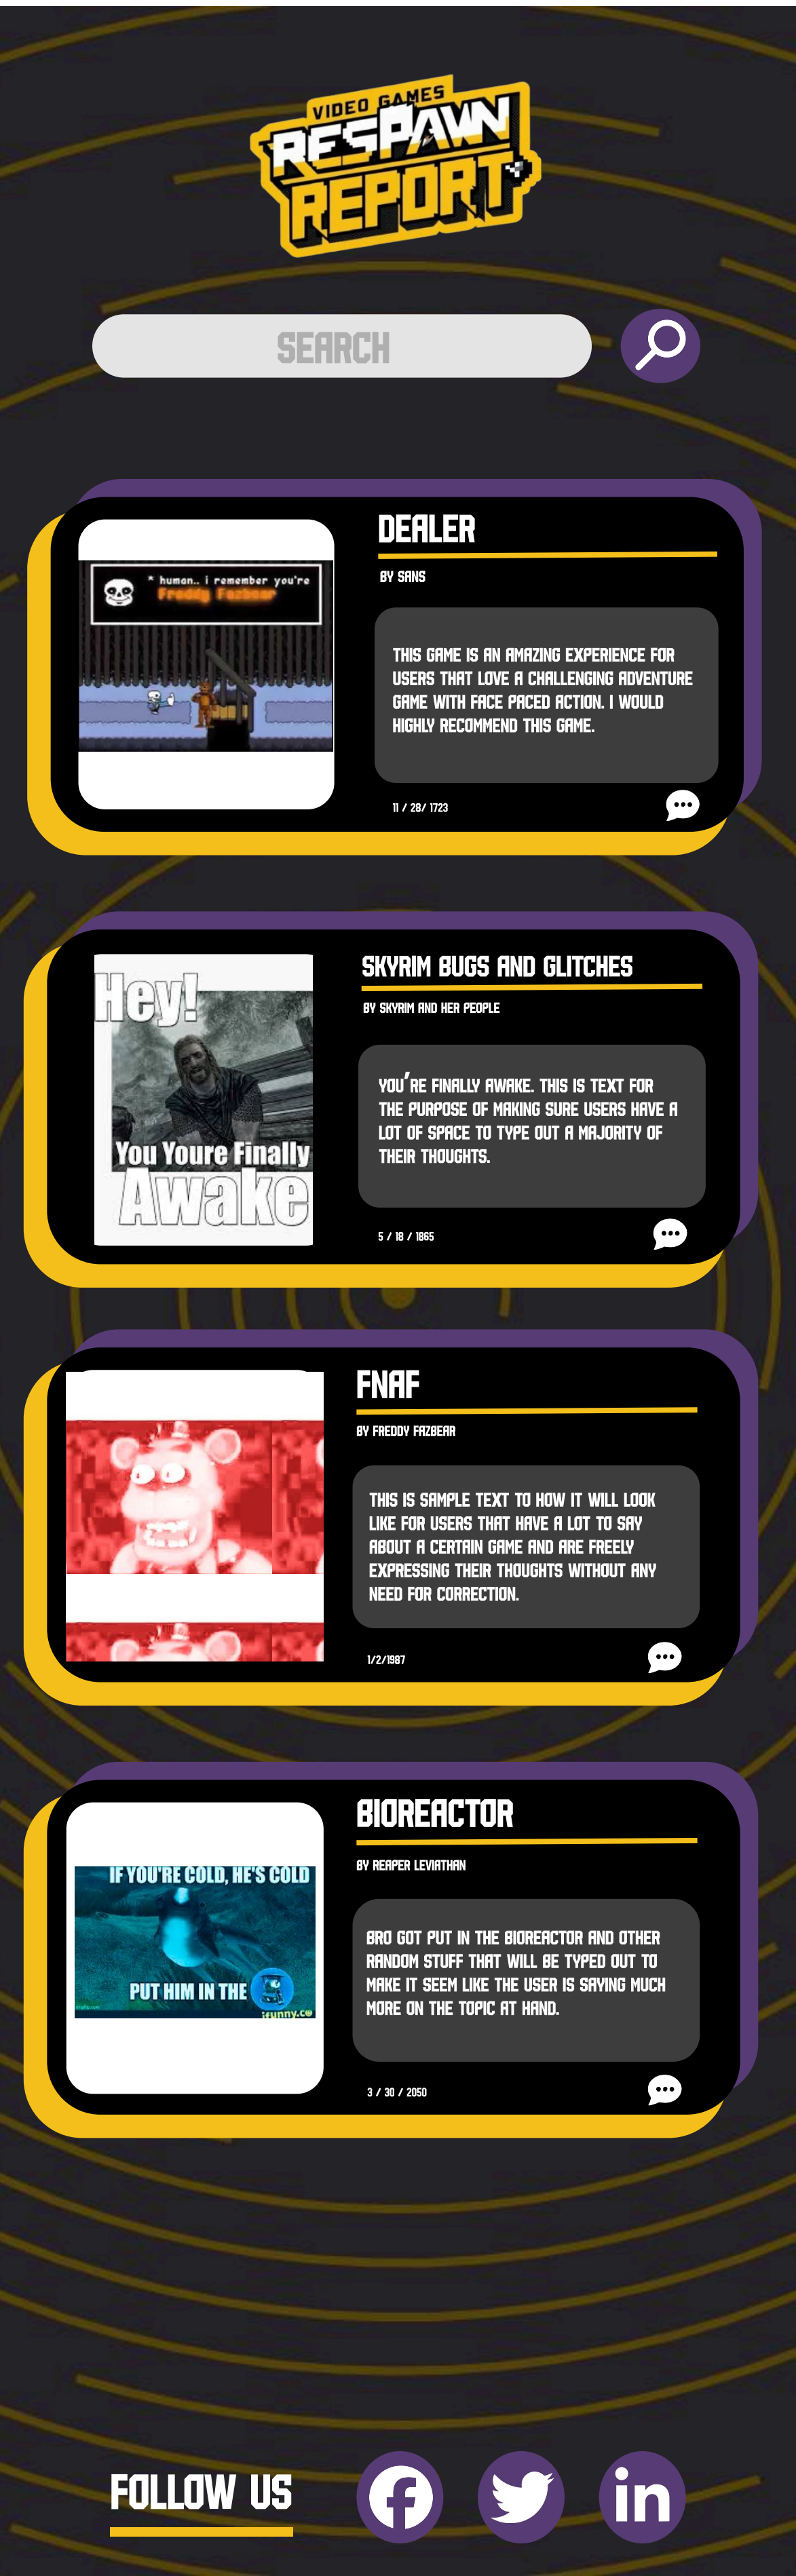 VIDEO GAMES
RESPAWN
REPORT
SEARCH
DEALER
BY SANS
* human.. i remember you're
Freddy Fazbear
THIS GAME IS AN AMAZING EXPERIENCE FOR
USERS THAT LOVE A CHALLENGING ADVENTURE
GAME WITH FACE PACED ACTION. I WOULD
HIGHLY RECOMMEND THIS GAME.
11 / 28/ 1723
SKYRIM BUGS AND GLITCHES
BY SKYRIM AND HER PEOPLE
Hey!
You Youre Finally
Awake
YOU'RE FINALLY AWAKE. THIS IS TEXT FOR
THE PURPOSE OF MAKING SURE USERS HAVE A
LOT OF SPACE TO TYPE OUT A MAJORITY OF
THEIR THOUGHTS.
5 / 18 / 1865
FNAF
BY FREDDY FAZBEAR
THIS IS SAMPLE TEXT TO HOW IT WILL LOOK
LIKE FOR USERS THAT HAVE A LOT TO SAY
ABOUT A CERTAIN GAME AND ARE FREELY
EXPRESSING THEIR THOUGHTS WITHOUT ANY
NEED FOR CORRECTION.
1/2/1987
BIOREACTOR
BY REAPER LEVIATHAN
IF YOU'RE COLD, HE'S COLD
PUT HIM IN THE
imgflip.com
ifunny.co
BRO GOT PUT IN THE BIOREACTOR AND OTHER
RANDOM STUFF THAT WILL BE TYPED OUT TO
MAKE IT SEEM LIKE THE USER IS SAYING MUCH
MORE ON THE TOPIC AT HAND.
3 / 30 / 2050
FOLLOW US
in